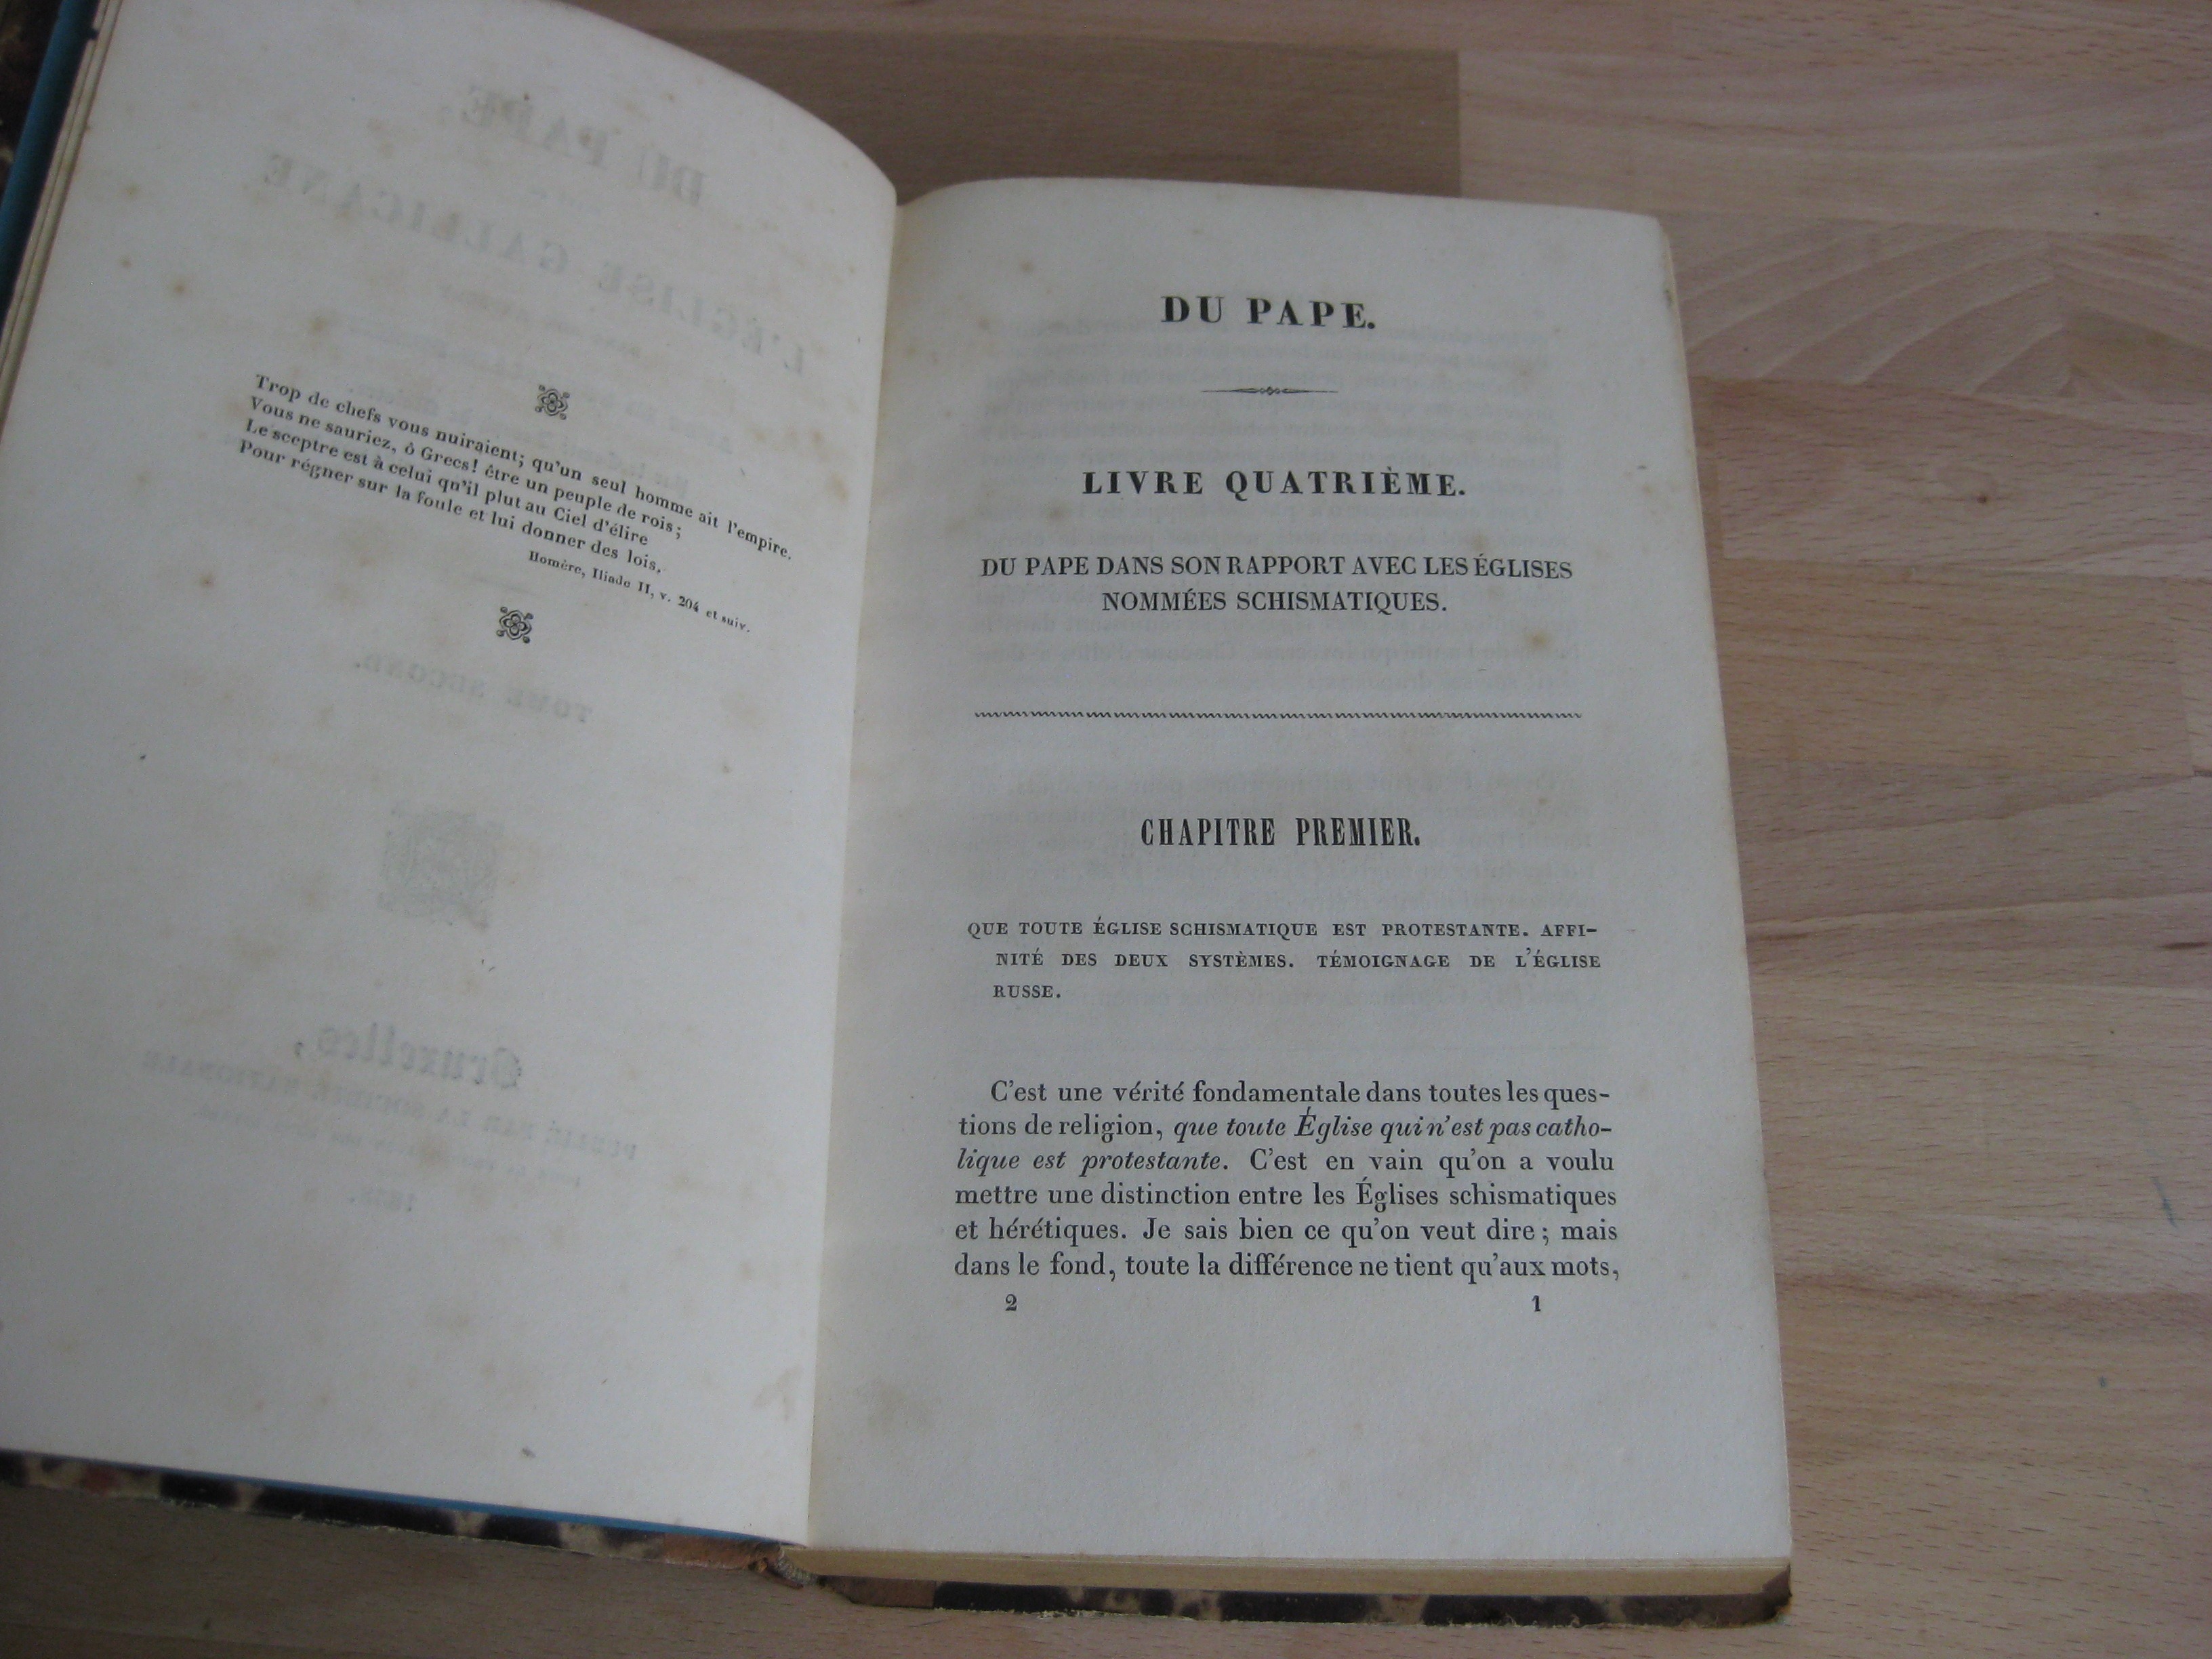 Trop de chefs vous nuiraient; qu'un seul homme ait l'empire.
Vous ne sauriez, ô Grecs! être un peuple de rois;
Le sceptre est à celui qu'il plut au Ciel d'élire
Pour régner sur la foule et lui donner des lois.
Homère, Iliade II, v. 204 et suiv.
DU PAPE.
LIVRE QUATRIÈME.
DU PAPE DANS SON RAPPORT AVEC LES ÉGLISES
NOMMÉES SCHISMATIQUES.
CHAPITRE PREMIER.
QUE TOUTE ÉGLISE SCHISMATIQUE EST PROTESTANTE. AFFI-
NITÉ DES DEUX SYSTÈMES. TÉMOIGNAGE DE L'ÉGLISE
RUSSE.
C'est une vérité fondamentale dans toutes les ques-
tions de religion, que toute Église qui n'est pas catho-
lique est protestante. C'est en vain qu'on a voulu
mettre une distinction entre les Églises schismatiques
et hérétiques. Je sais bien ce qu'on veut dire; mais
dans le fond, toute la différence ne tient qu'aux mots,
2 1